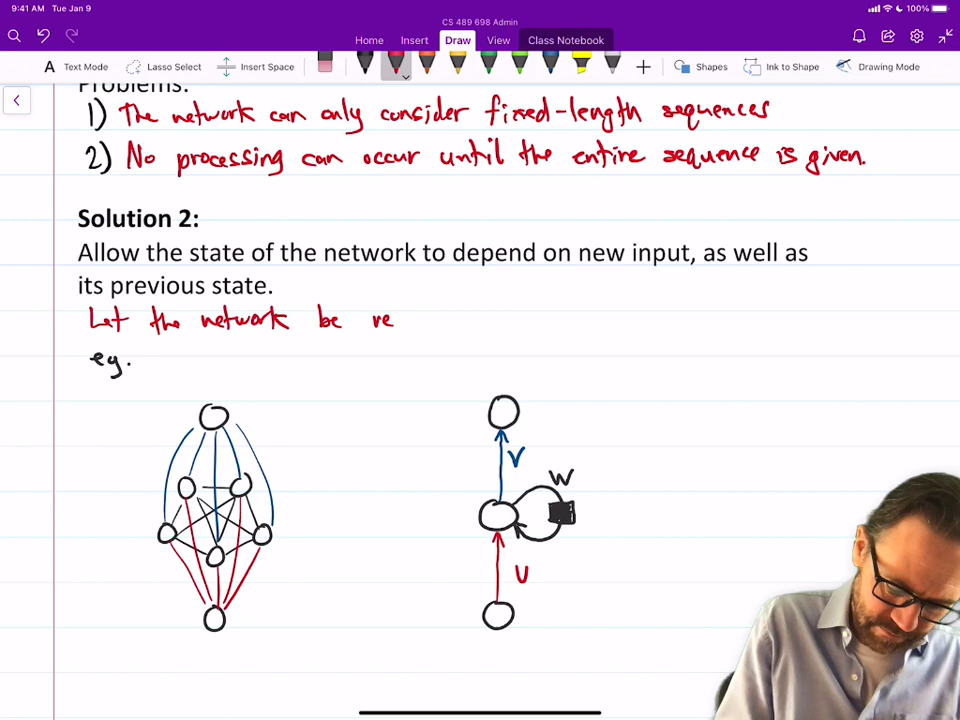 9:41 AM Tue Jan 9
100%
CS 489 698 Admin
Home Insert Draw View Class Notebook
A Text Mode Lasso Select Insert Space Shapes Ink to Shape Drawing Mode
Problems:
1) The network can only consider fixed-length sequences
2) No processing can occur until the entire sequence is given.
Solution 2:
Allow the state of the network to depend on new input, as well as
its previous state.
Let the network be re
eg.
V
W
U